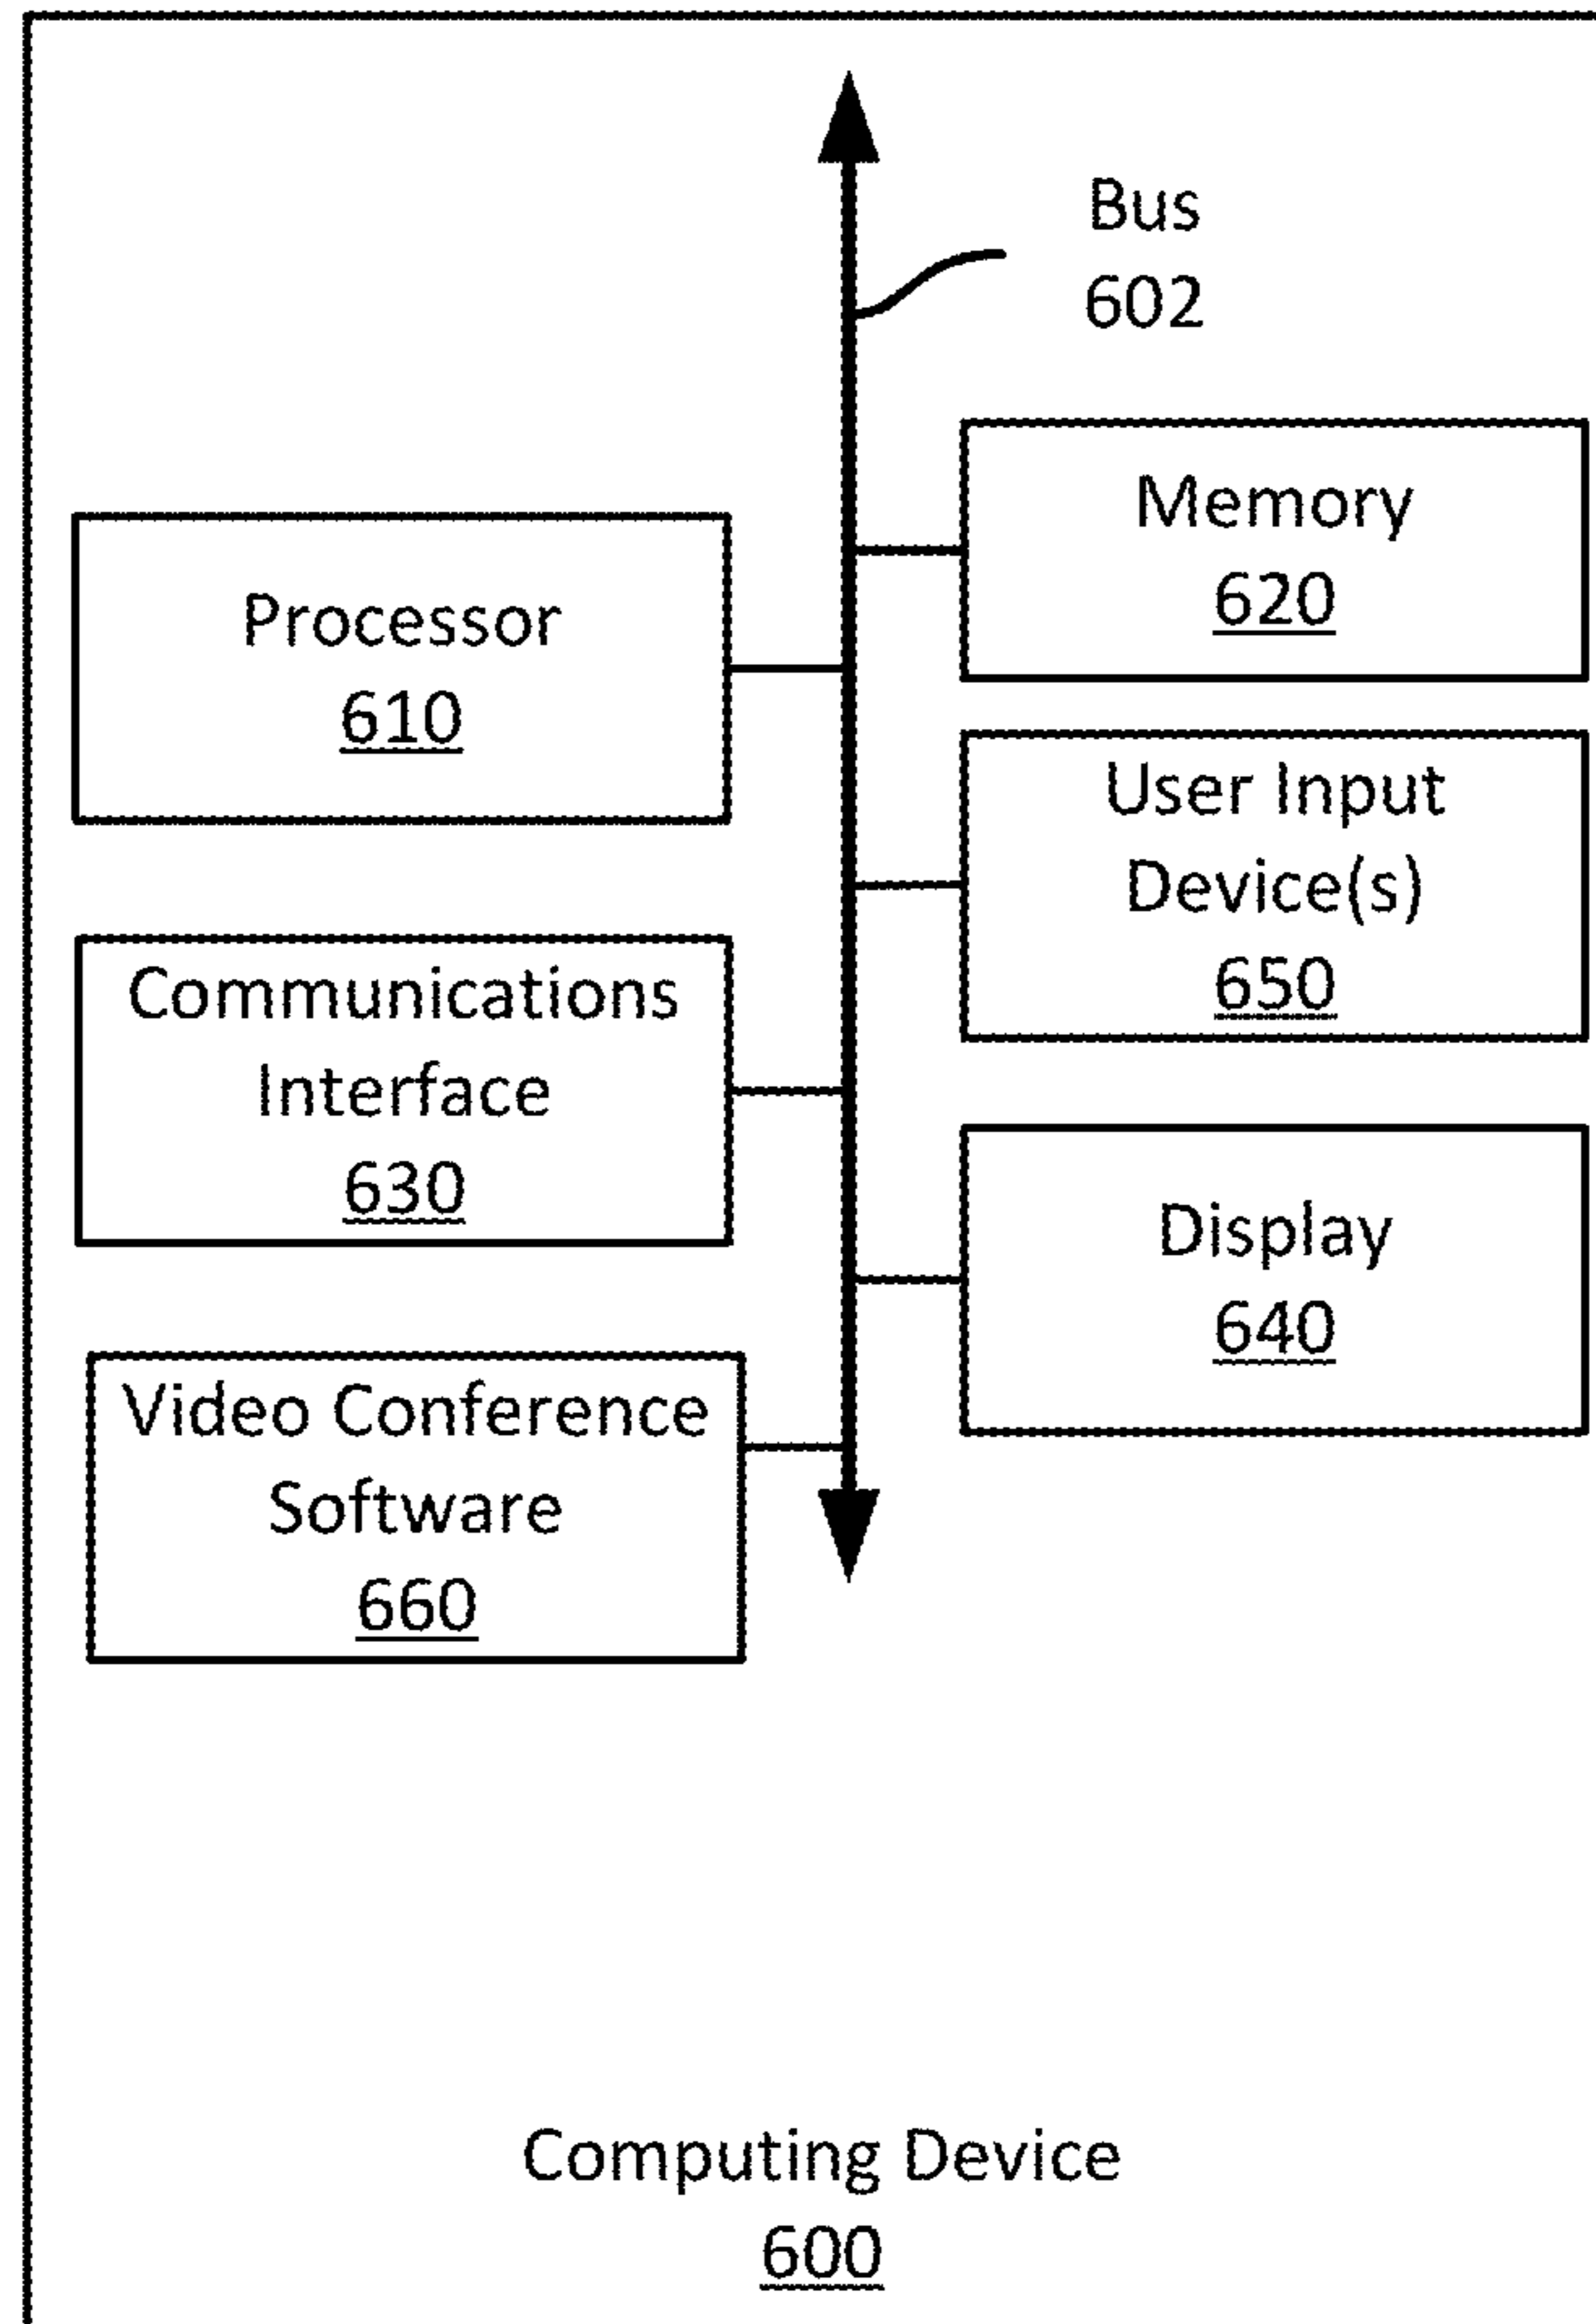 Bus
602
Memory
620
Processor
610
User Input
Device(s)
650
Communications
Interface
630
Display
640
Video Conference
Software
660
Computing Device
600